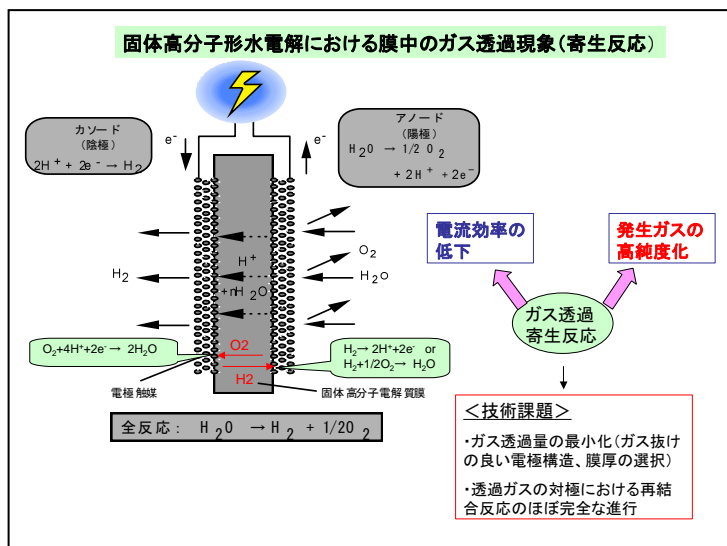 固体高分子形水電解における膜中のガス透過現象(寄生反応)
カソード
(陰極)
2H⁺ + 2e⁻ → H₂
e⁻
e⁻
アノード
(陽極)
H₂O → 1/2 O₂
+ 2H⁺ + 2e⁻
H₂
H⁺
+nH₂O
O₂
H₂O
O₂+4H⁺+2e⁻→ 2H₂O
O2
H2
H₂→ 2H⁺+2e⁻ or
H₂+1/2O₂→ H₂O
電極触媒
固体高分子電解質膜
全反応: H₂O → H₂ + 1/2O₂
電流効率の
低下
発生ガスの
高純度化
ガス透過
寄生反応
<技術課題>
・ガス透過量の最小化(ガス抜け
の良い電極構造、膜厚の選択)
・透過ガスの対極における再結
合反応のほぼ完全な進行